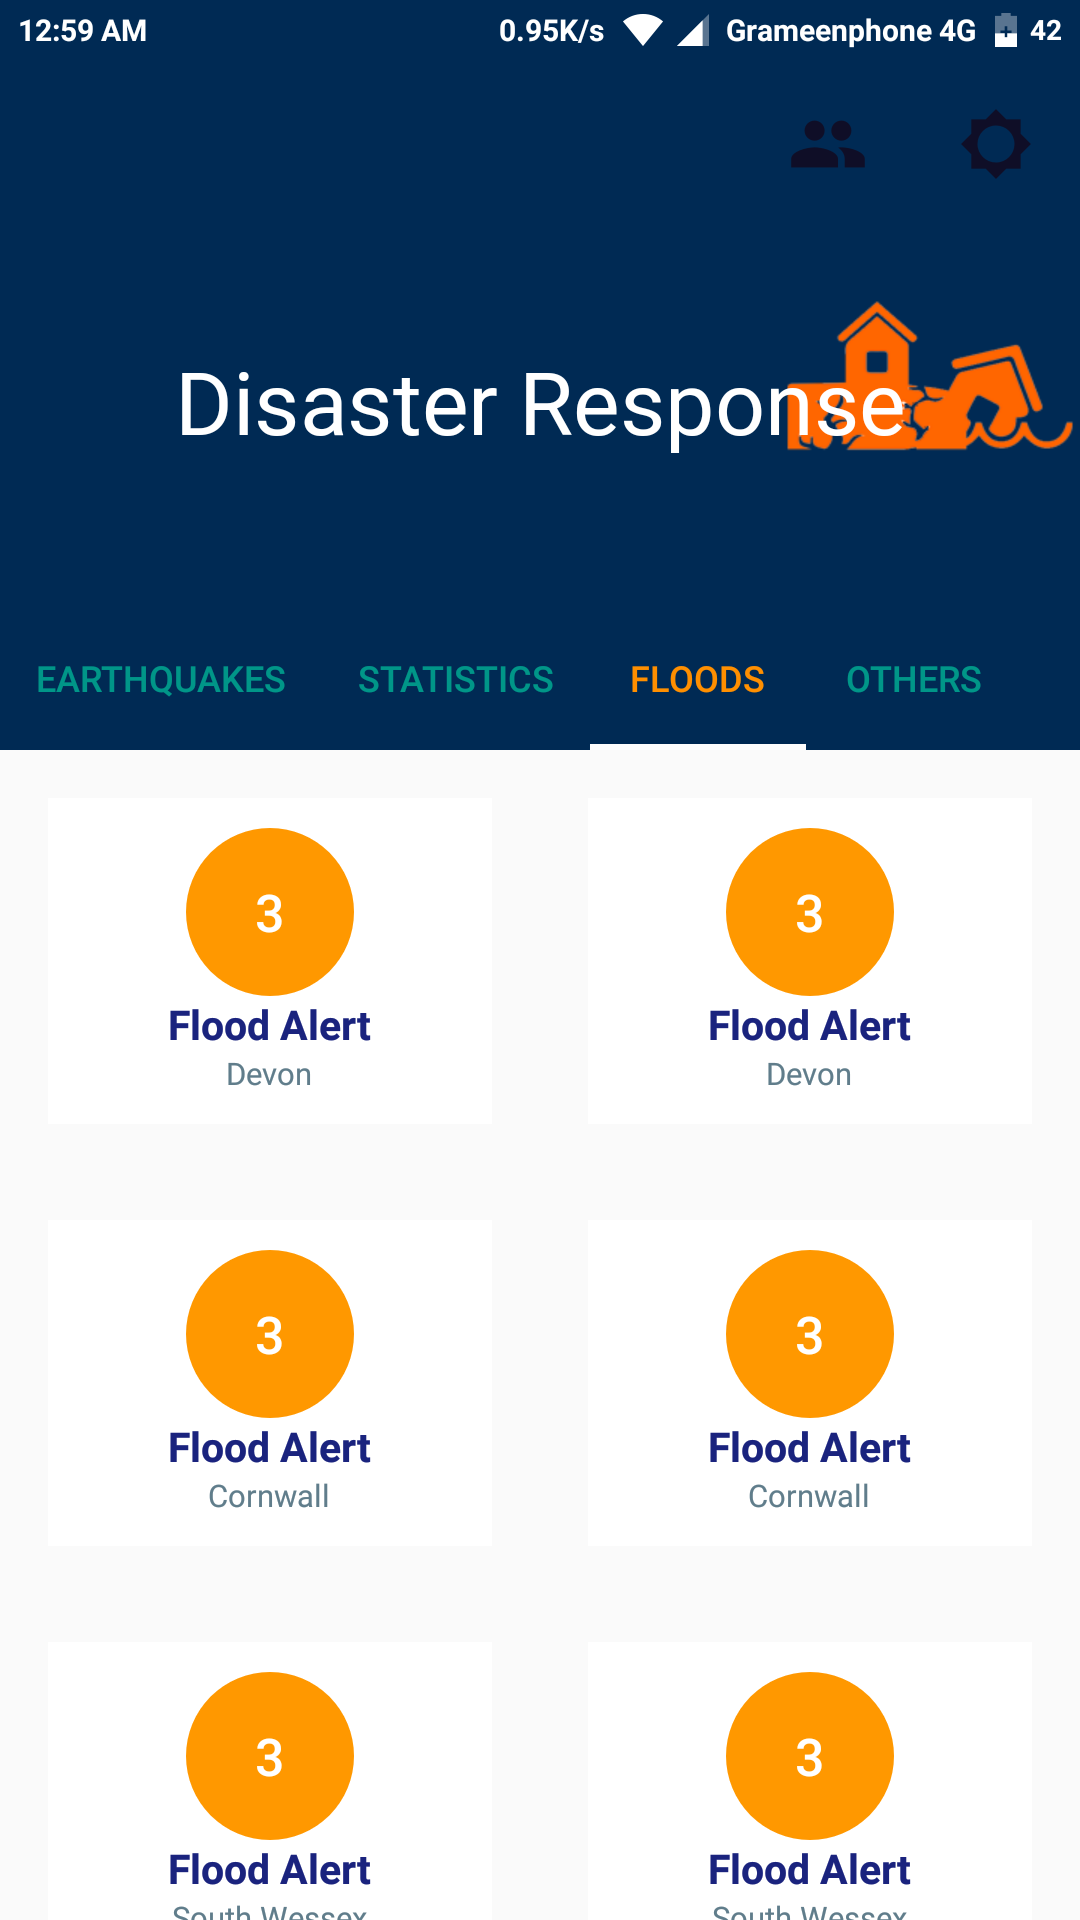 12:59 AM 0.95K/s Grameenphone 4G 42
Disaster Response
EARTHQUAKES STATISTICS FLOODS OTHERS
3 3
Flood Alert Flood Alert
Devon Devon
3 3
Flood Alert Flood Alert
Cornwall Cornwall
3 3
Flood Alert Flood Alert
South Wessex South Wessex